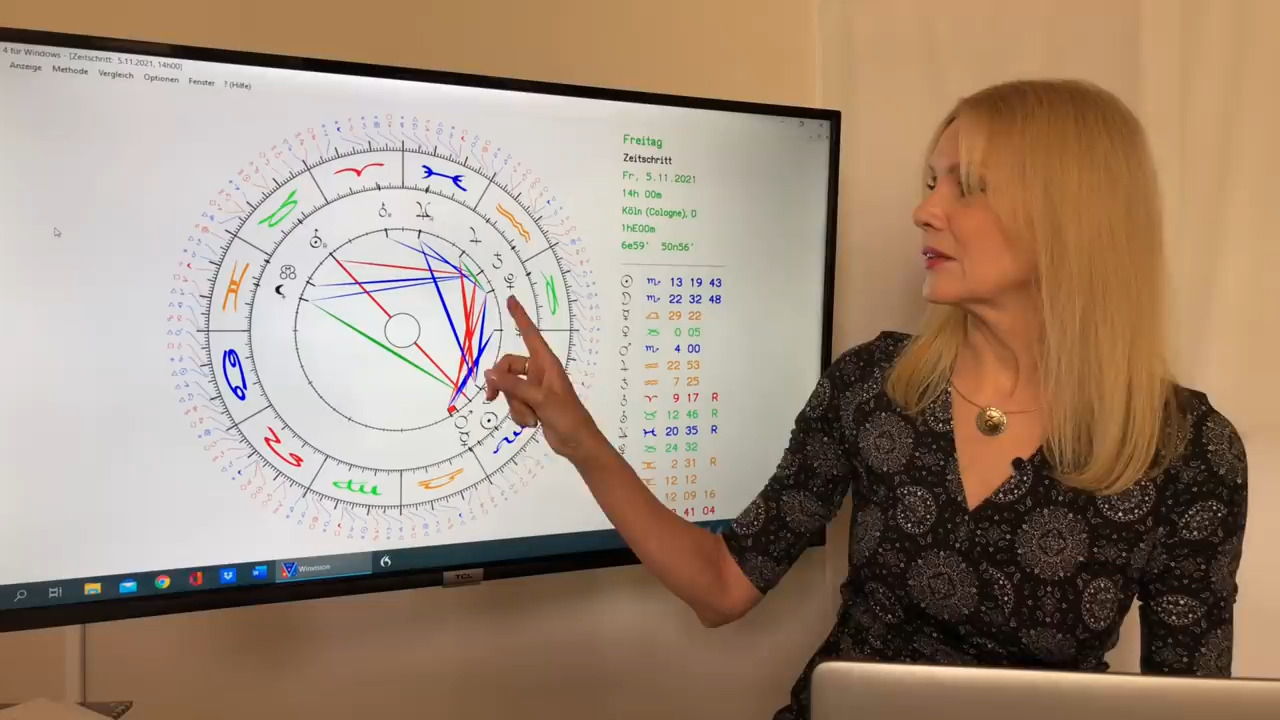 4 für Windows - [Zeitschritt: 5.11.2021, 14h00]
Anzeige Methode Vergleich Optionen Fenster ? (Hilfe)
Freitag
Zeitschritt
Fr, 5.11.2021
14h 00m
Köln (Cologne), D
1hE00m
6e59' 50n56'
☉ ♏ 13 19 43
☽ ♏ 22 32 48
☿ ♎ 29 22
♀ ♑ 0 05
♂ ♏ 4 00
♃ ♒ 22 53
♄ ♒ 7 25
⚷ ♈ 9 17 R
♅ ♉ 12 46 R
♆ ♓ 20 35 R
♇ ♑ 24 32
♊ 2 31 R
♊ 12 12
12 09 16
41 04
Winvision
TCL